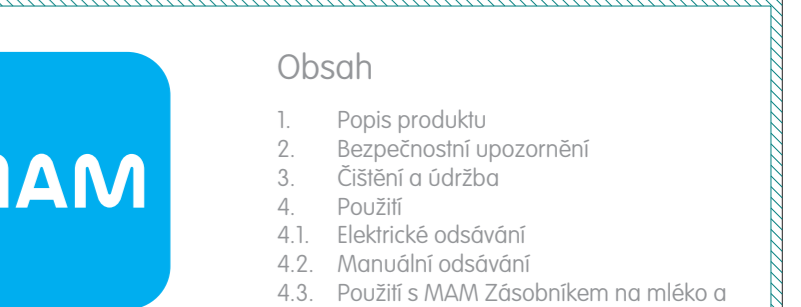 MAM
Obsah
1. Popis produktu
2. Bezpečnostní upozornění
3. Čištění a údržba
4. Použití
4.1. Elektrické odsávání
4.2. Manuální odsávání
4.3. Použití s MAM Zásobníkem na mléko a